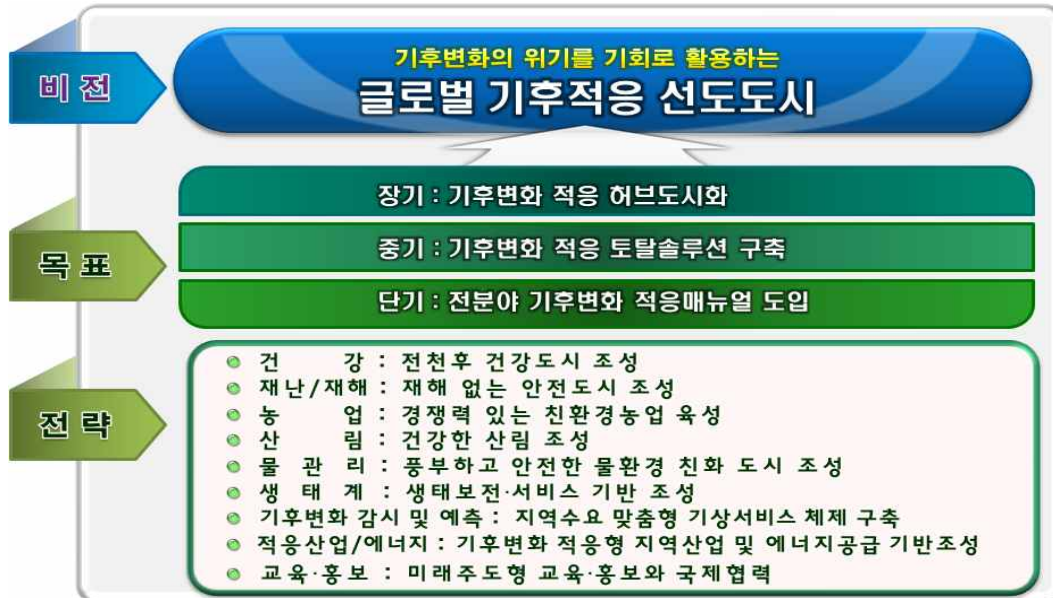 비전
기후변화의 위기를 기회로 활용하는
글로벌 기후적응 선도도시
목표
장기 : 기후변화 적응 허브도시화
중기 : 기후변화 적응 토탈솔루션 구축
단기 : 전분야 기후변화 적응매뉴얼 도입
전략
건 강 : 전천후 건강도시 조성
재난/재해 : 재해 없는 안전도시 조성
농 업 : 경쟁력 있는 친환경농업 육성
산 림 : 건강한 산림 조성
물 관 리 : 풍부하고 안전한 물환경 친화 도시 조성
생 태 계 : 생태보전·서비스 기반 조성
기후변화 감시 및 예측 : 지역수요 맞춤형 기상서비스 체제 구축
적응산업/에너지 : 기후변화 적응형 지역산업 및 에너지공급 기반조성
교육·홍보 : 미래주도형 교육·홍보와 국제협력